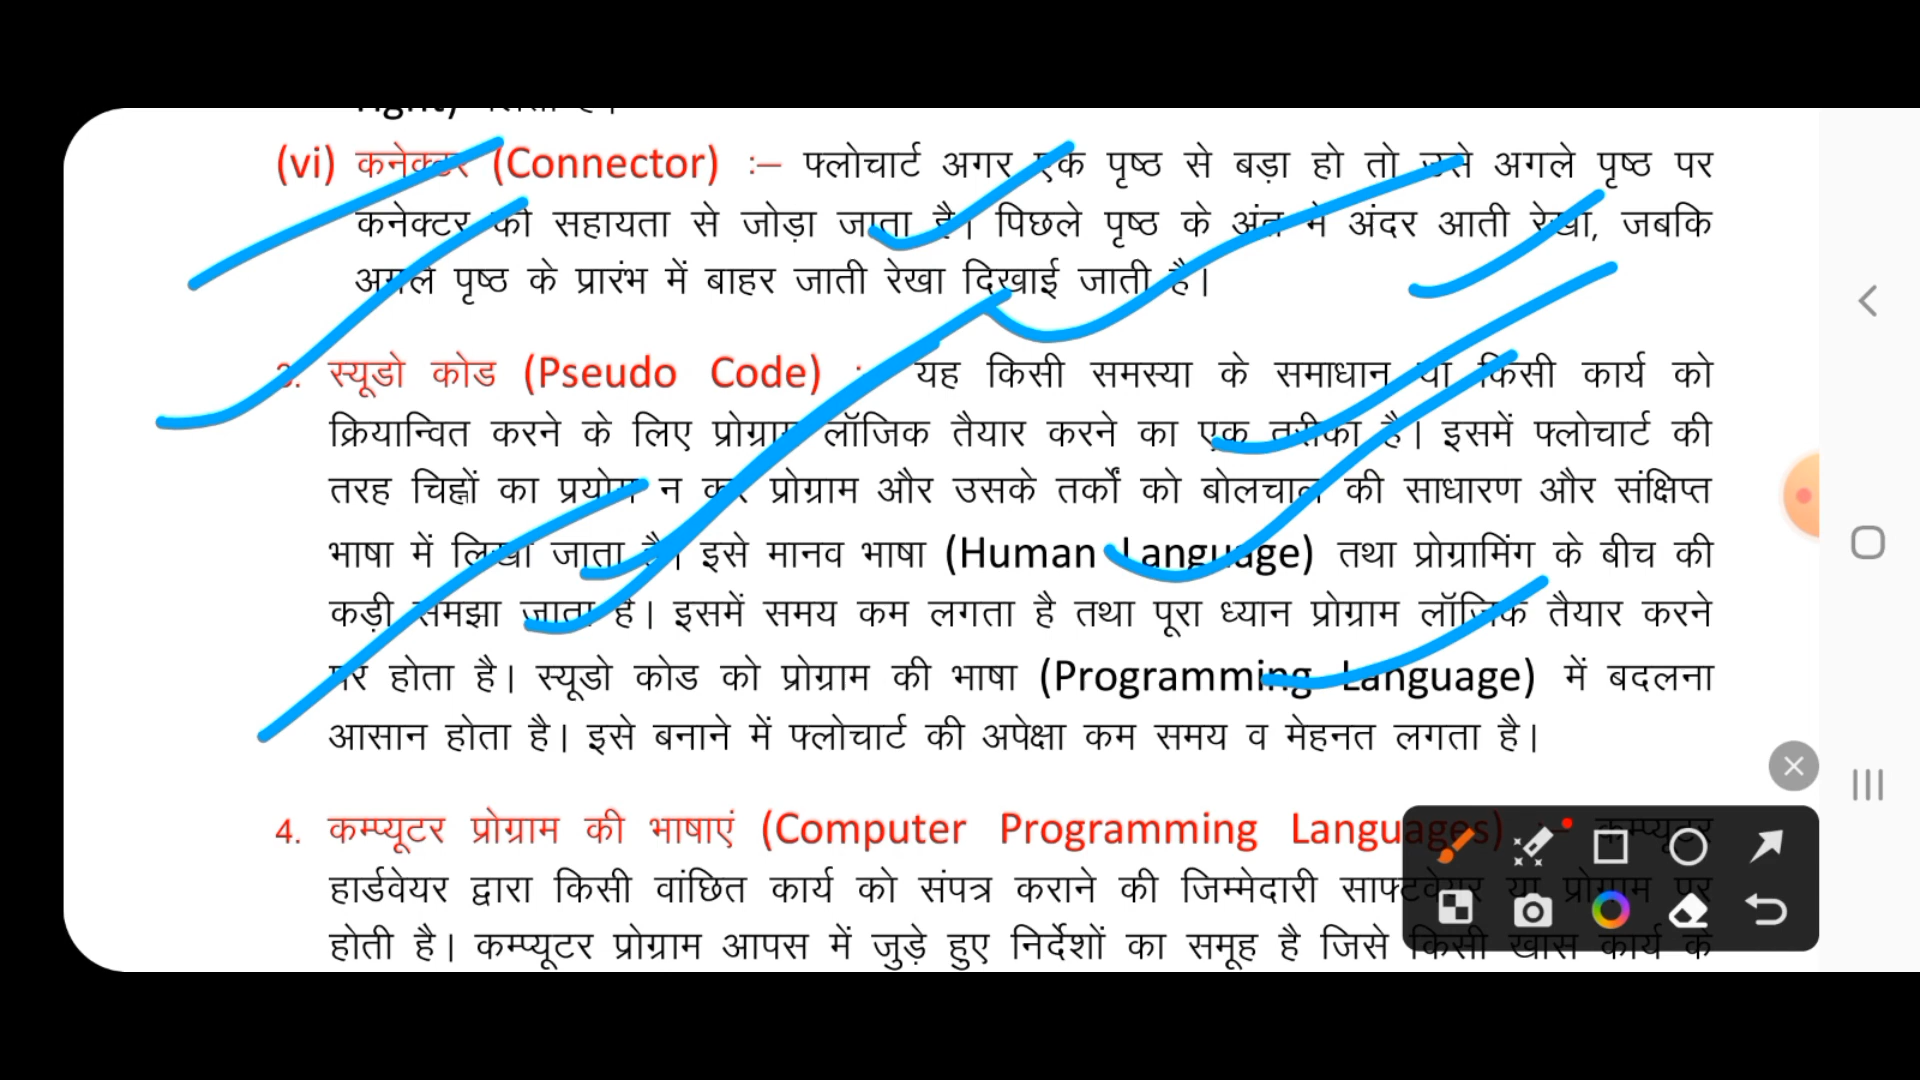 (vi) कनेक्टर (Connector) :– फ्लोचार्ट अगर एक पृष्ठ से बड़ा हो तो उसे अगले पृष्ठ पर
कनेक्टर की सहायता से जोड़ा जाता है। पिछले पृष्ठ के अंत में अंदर आती रेखा, जबकि
अगले पृष्ठ के प्रारंभ में बाहर जाती रेखा दिखाई जाती है।
3. स्यूडो कोड (Pseudo Code) :– यह किसी समस्या के समाधान या किसी कार्य को
क्रियान्वित करने के लिए प्रोग्राम लॉजिक तैयार करने का एक तरीका है। इसमें फ्लोचार्ट की
तरह चिह्नों का प्रयोग न कर प्रोग्राम और उसके तर्कों को बोलचाल की साधारण और संक्षिप्त
भाषा में लिखा जाता है। इसे मानव भाषा (Human Language) तथा प्रोग्रामिंग के बीच की
कड़ी समझा जाता है। इसमें समय कम लगता है तथा पूरा ध्यान प्रोग्राम लॉजिक तैयार करने
पर होता है। स्यूडो कोड को प्रोग्राम की भाषा (Programming Language) में बदलना
आसान होता है। इसे बनाने में फ्लोचार्ट की अपेक्षा कम समय व मेहनत लगता है।
4. कम्प्यूटर प्रोग्राम की भाषाएं (Computer Programming Languages) :– कम्प्यूटर
हार्डवेयर द्वारा किसी वांछित कार्य को संपत्र कराने की जिम्मेदारी साफ्टवेयर या प्रोग्राम पर
होती है। कम्प्यूटर प्रोग्राम आपस में जुड़े हुए निर्देशों का समूह है जिसे किसी खास कार्य के